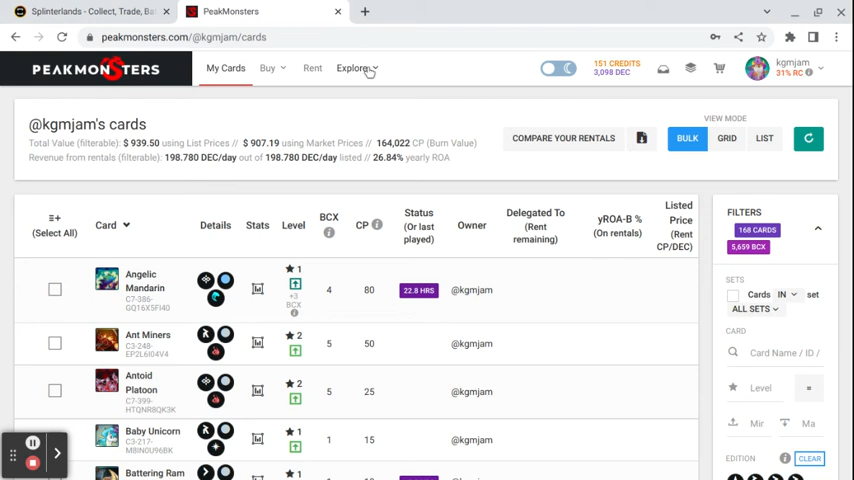 Splinterlands - Collect, Trade, Bat
PeakMonsters
peakmonsters.com/@kgmjam/cards
PEAKMONSTERS
My Cards
Buy
Rent
Explore
151 CREDITS
3,098 DEC
kgmjam
31% RC
@kgmjam's cards
Total Value (filterable): $ 939.50 using List Prices // $ 907.19 using Market Prices // 164,022 CP (Burn Value)
Revenue from rentals (filterable): 198.780 DEC/day out of 198.780 DEC/day listed // 26.84% yearly ROA
COMPARE YOUR RENTALS
VIEW MODE
BULK
GRID
LIST
(Select All)
Card
Details
Stats
Level
BCX
CP
Status
(Or last
played)
Owner
Delegated To
(Rent
remaining)
yROA-B %
(On rentals)
Listed
Price
(Rent
CP/DEC)
Angelic
Mandarin
C7-386-
GQ16X5FI40
1
+3
BCX
4
80
22.8 HRS
@kgmjam
Ant Miners
C3-248-
EP2L6I04V4
2
5
50
@kgmjam
Antoid
Platoon
C7-399-
HTQNR8QK3K
2
5
25
@kgmjam
Baby Unicorn
C3-217-
M8IN0U96BK
1
1
15
@kgmjam
Battering Ram
1
FILTERS
168 CARDS
5,659 BCX
SETS
Cards IN set
ALL SETS
CARD
Card Name / ID /
Level
=
Mir
Ma
EDITION
CLEAR